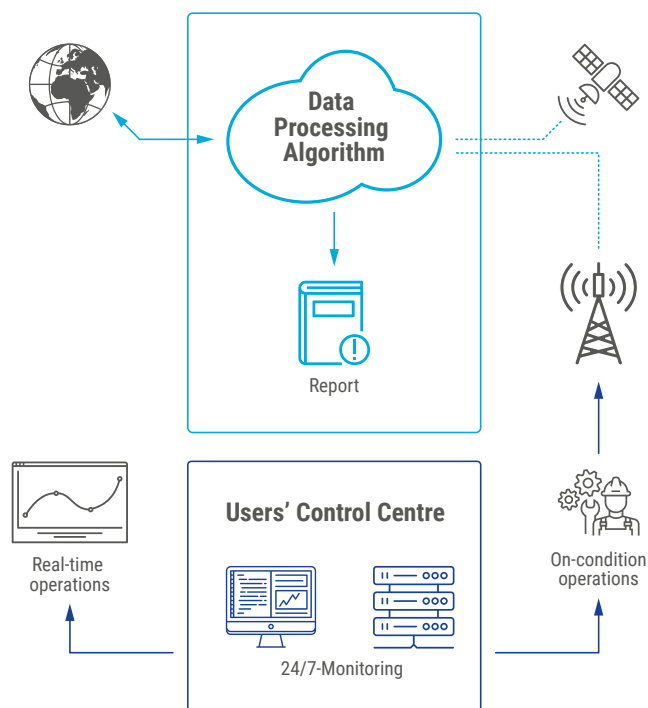 Data
Processing
Algorithm
Report
Users’ Control Centre
Real-time
operations
On-condition
operations
24/7-Monitoring